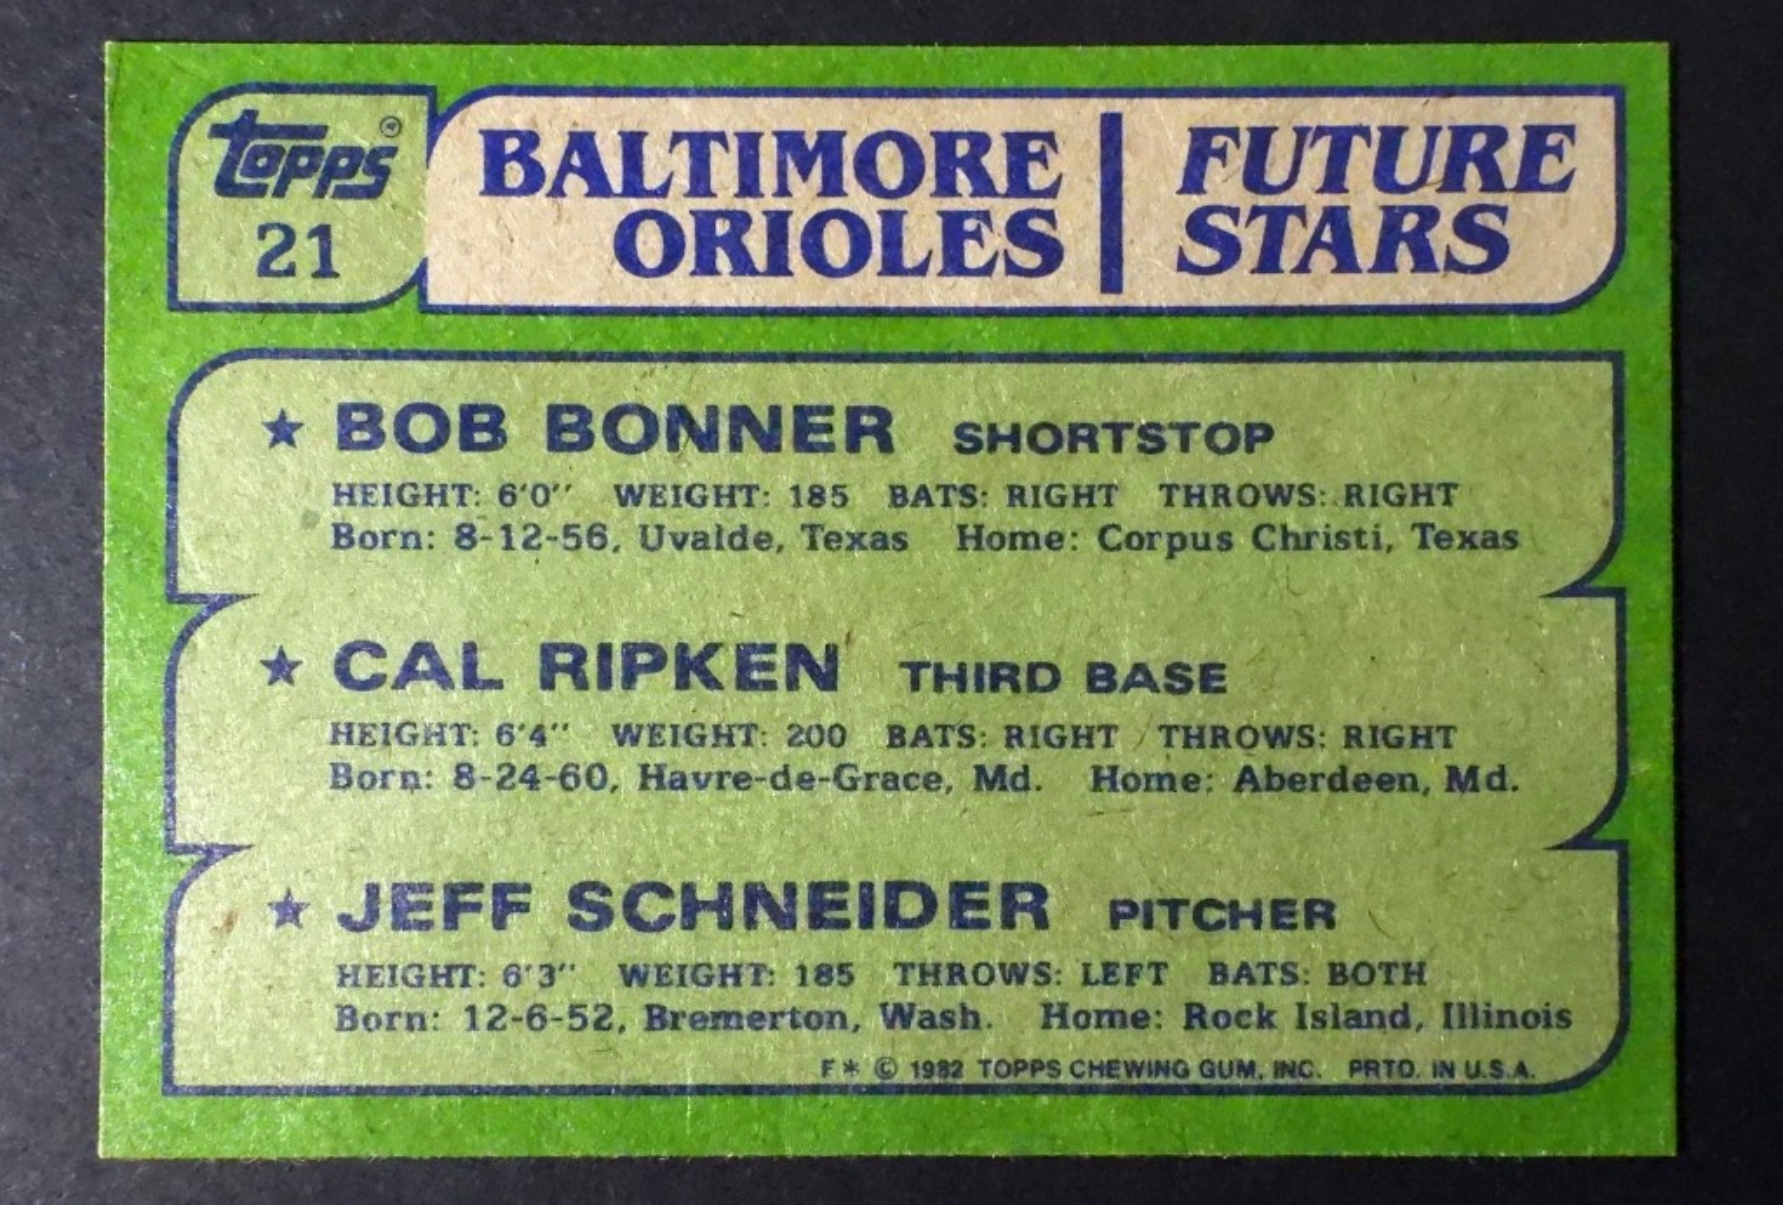 topps®
21
BALTIMORE
ORIOLES
FUTURE
STARS
★ BOB BONNER SHORTSTOP
HEIGHT: 6'0" WEIGHT: 185 BATS: RIGHT THROWS: RIGHT
Born: 8-12-56, Uvalde, Texas Home: Corpus Christi, Texas
★ CAL RIPKEN THIRD BASE
HEIGHT: 6'4" WEIGHT: 200 BATS: RIGHT THROWS: RIGHT
Born: 8-24-60, Havre-de-Grace, Md. Home: Aberdeen, Md.
★ JEFF SCHNEIDER PITCHER
HEIGHT: 6'3" WEIGHT: 185 THROWS: LEFT BATS: BOTH
Born: 12-6-52, Bremerton, Wash. Home: Rock Island, Illinois
F* © 1982 TOPPS CHEWING GUM, INC. PRTD. IN U.S.A.